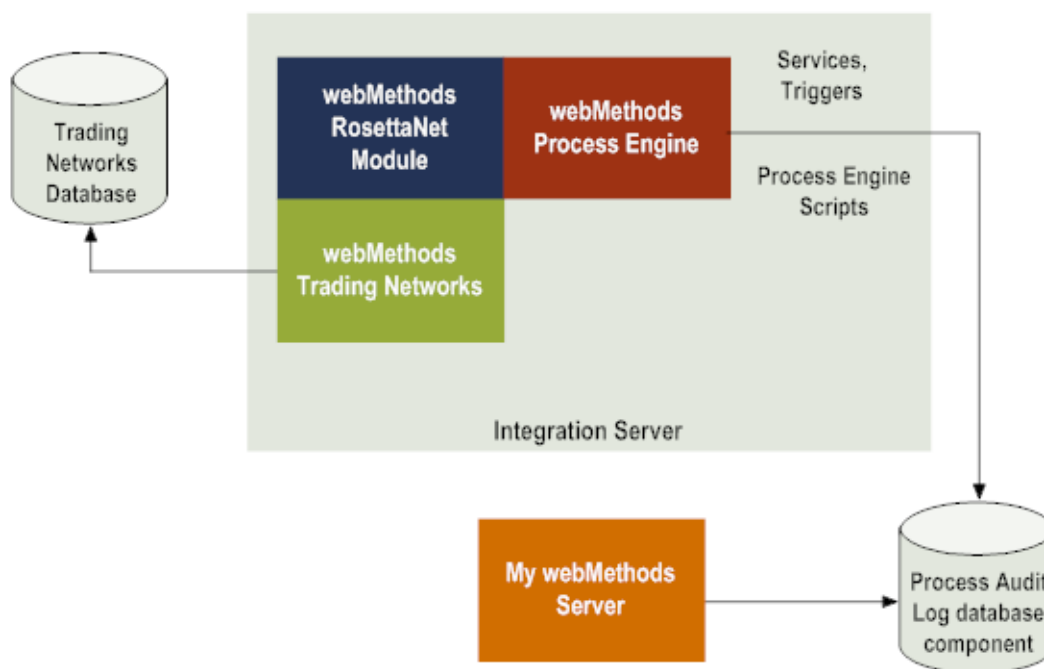 Trading
Networks
Database
webMethods
RosettaNet
Module
webMethods
Process Engine
Services,
Triggers
Process Engine
Scripts
webMethods
Trading Networks
Integration Server
My webMethods
Server
Process Audit
Log database
component